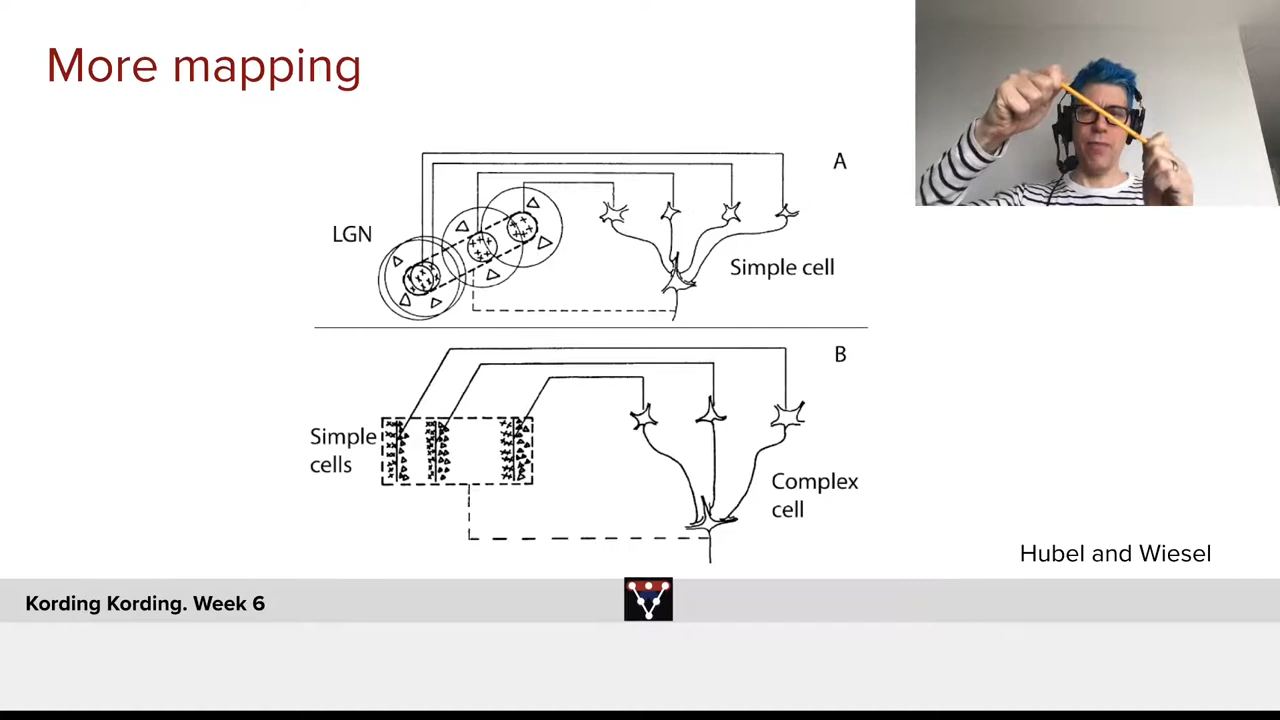 More mapping
A
LGN
Simple cell
B
Simple
cells
Complex
cell
Hubel and Wiesel
Kording Kording. Week 6